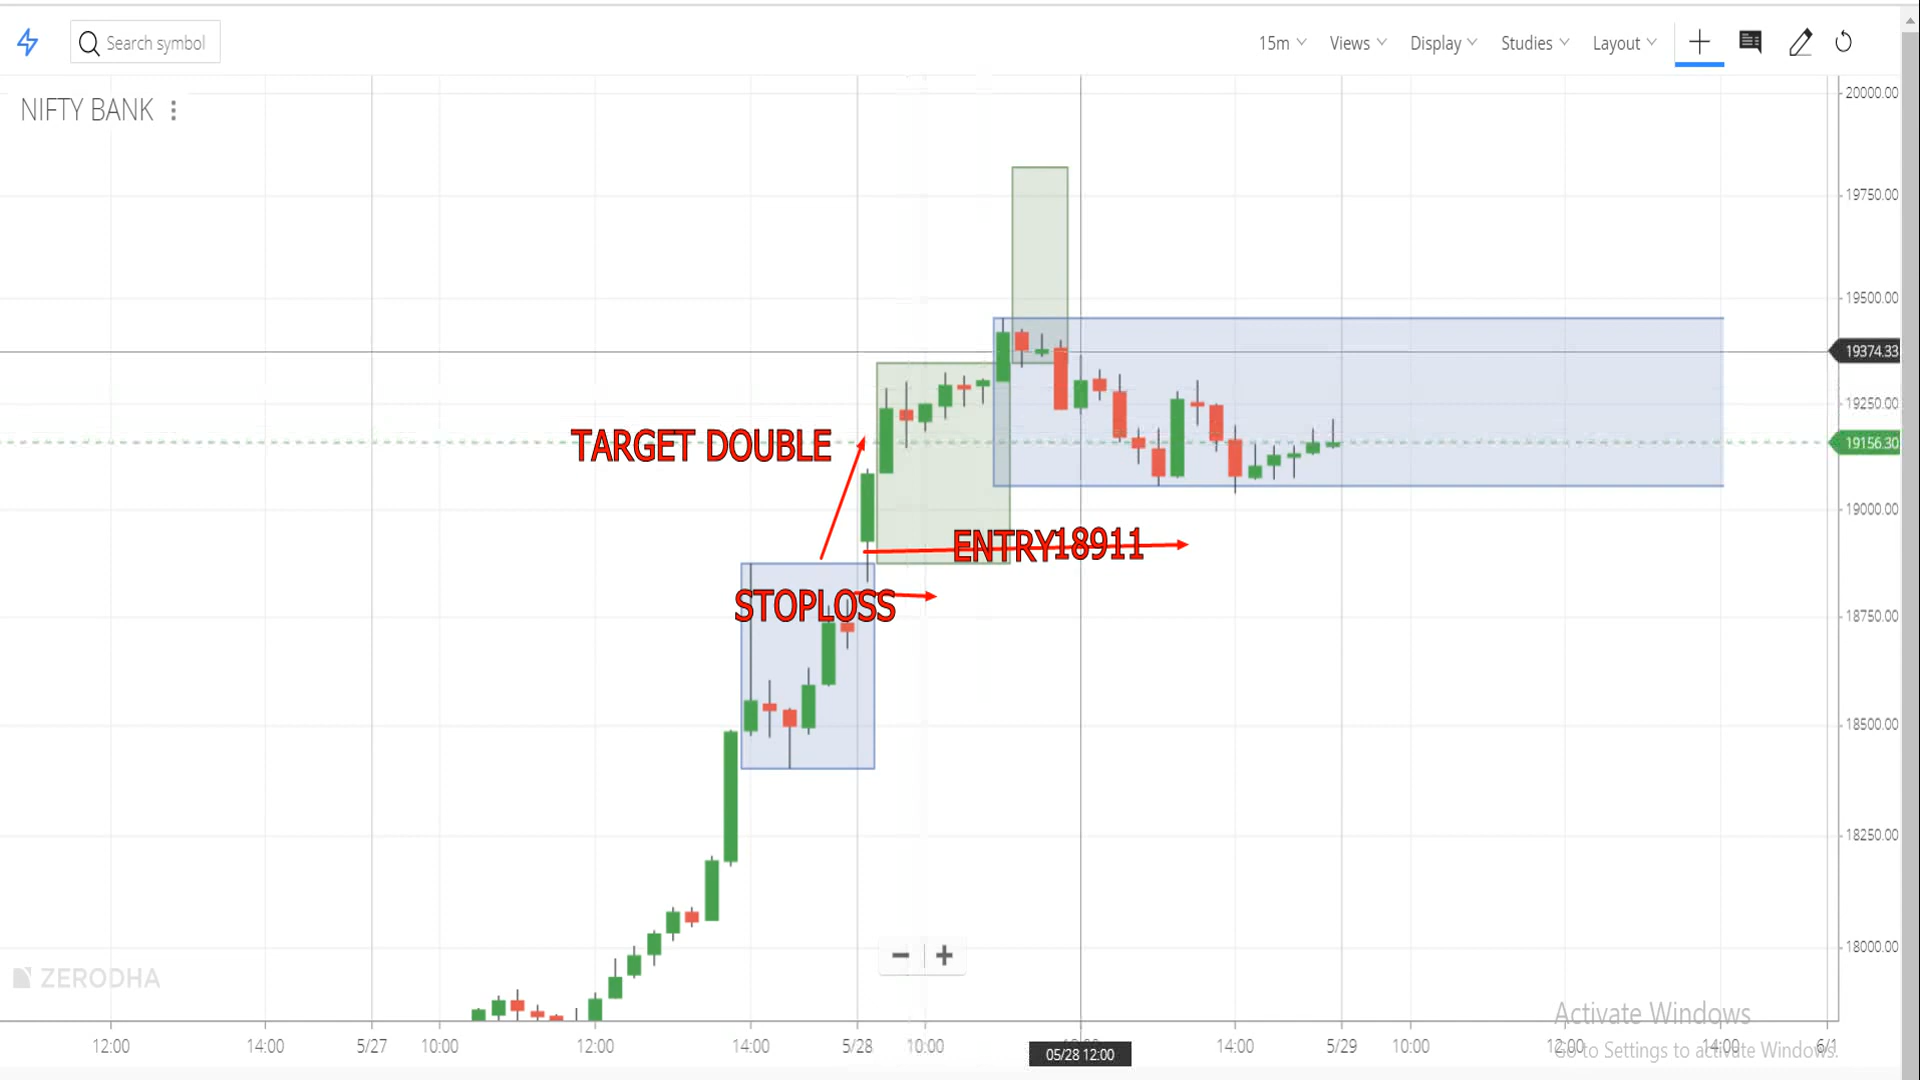 Search symbol
15m
Views
Display
Studies
Layout
NIFTY BANK
20000.00
19750.00
19500.00
19374.33
19250.00
19156.30
19000.00
18750.00
18500.00
18250.00
18000.00
TARGET DOUBLE
ENTRY18911
STOPLOSS
ZERODHA
Activate Windows
Go to Settings to activate Windows.
12:00
14:00
5/27
10:00
12:00
14:00
5/28
10:00
05/28 12:00
14:00
5/29
10:00
12:00
14:00
6/1